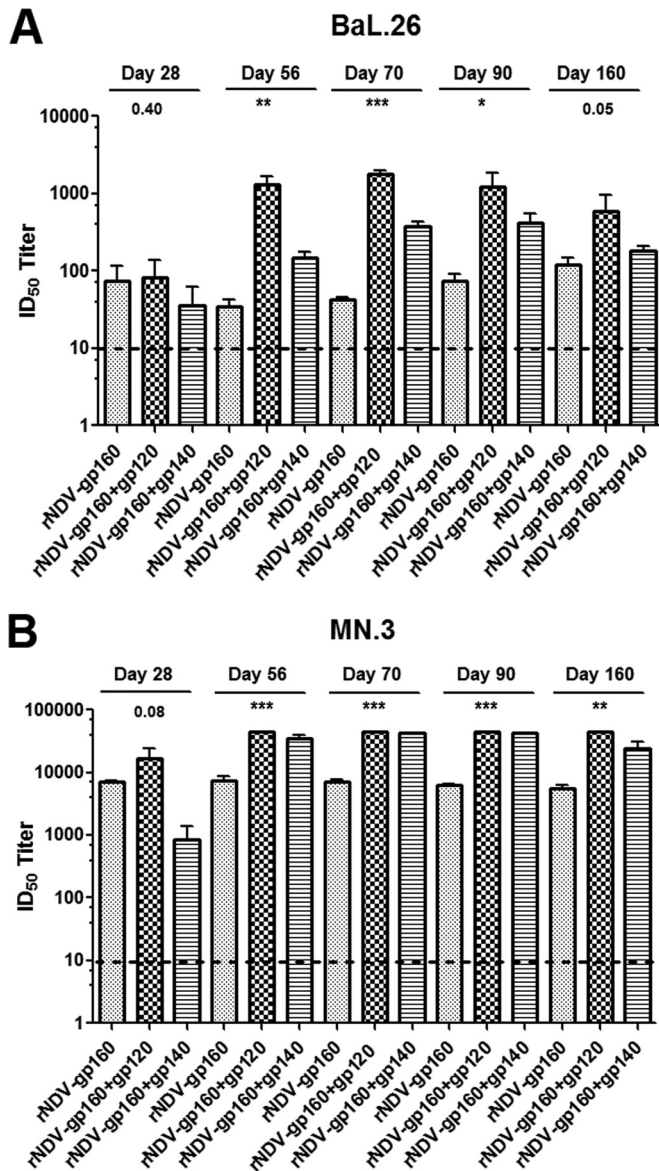 A
BaL.26
Day 28 Day 56 Day 70 Day 90 Day 160
0.40 ** *** * 0.05
10000
1000
100
10
1
ID50 Titer
rNDV-gp160
rNDV-gp160+gp120
rNDV-gp160+gp140
rNDV-gp160
rNDV-gp160+gp120
rNDV-gp160+gp140
rNDV-gp160
rNDV-gp160+gp120
rNDV-gp160+gp140
rNDV-gp160
rNDV-gp160+gp120
rNDV-gp160+gp140
rNDV-gp160
rNDV-gp160+gp120
rNDV-gp160+gp140
B
MN.3
Day 28 Day 56 Day 70 Day 90 Day 160
0.08 *** *** *** **
100000
10000
1000
100
10
1
ID50 Titer
rNDV-gp160
rNDV-gp160+gp120
rNDV-gp160+gp140
rNDV-gp160
rNDV-gp160+gp120
rNDV-gp160+gp140
rNDV-gp160
rNDV-gp160+gp120
rNDV-gp160+gp140
rNDV-gp160
rNDV-gp160+gp120
rNDV-gp160+gp140
rNDV-gp160
rNDV-gp160+gp120
rNDV-gp160+gp140